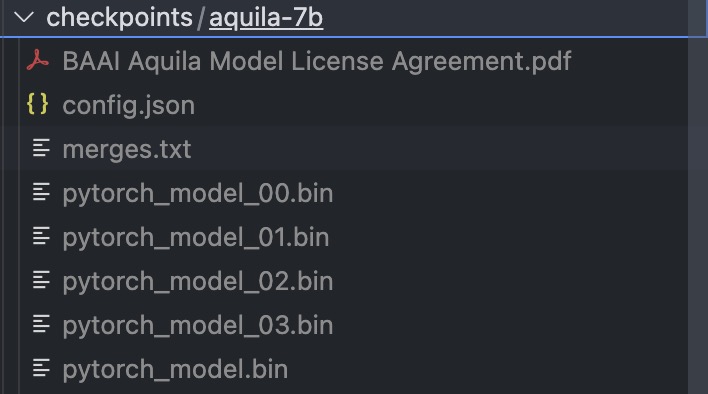 checkpoints / aquila-7b
BAAI Aquila Model License Agreement.pdf
{} config.json
merges.txt
pytorch_model_00.bin
pytorch_model_01.bin
pytorch_model_02.bin
pytorch_model_03.bin
pytorch_model.bin